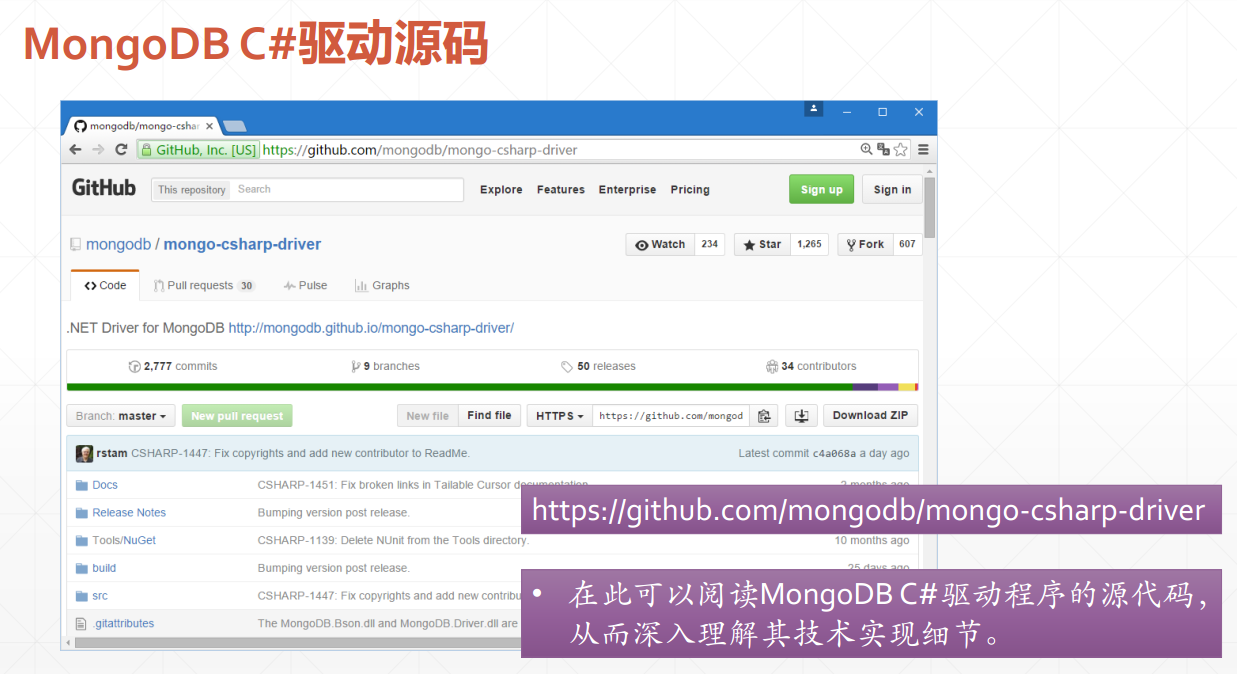 MongoDB C#驱动源码
mongodb/mongo-cshar
GitHub, Inc. [US] https://github.com/mongodb/mongo-csharp-driver
GitHub This repository Search Explore Features Enterprise Pricing Sign up Sign in
mongodb / mongo-csharp-driver Watch 234 Star 1,265 Fork 607
Code Pull requests 30 Pulse Graphs
.NET Driver for MongoDB http://mongodb.github.io/mongo-csharp-driver/
2,777 commits 9 branches 50 releases 34 contributors
Branch: master New pull request New file Find file HTTPS https://github.com/mongod Download ZIP
rstam CSHARP-1447: Fix copyrights and add new contributor to ReadMe. Latest commit c4a068a a day ago
Docs CSHARP-1451: Fix broken links in Tailable Cursor documentation. 2 months ago
https://github.com/mongodb/mongo-csharp-driver
Release Notes Bumping version post release.
Tools/NuGet CSHARP-1139: Delete NUnit from the Tools directory. 10 months ago
build Bumping version post release. 25 days ago
src CSHARP-1447: Fix copyrights and add new contribu
.gitattributes The MongoDB.Bson.dll and MongoDB.Driver.dll are
• 在此可以阅读MongoDB C#驱动程序的源代码，
从而深入理解其技术实现细节。